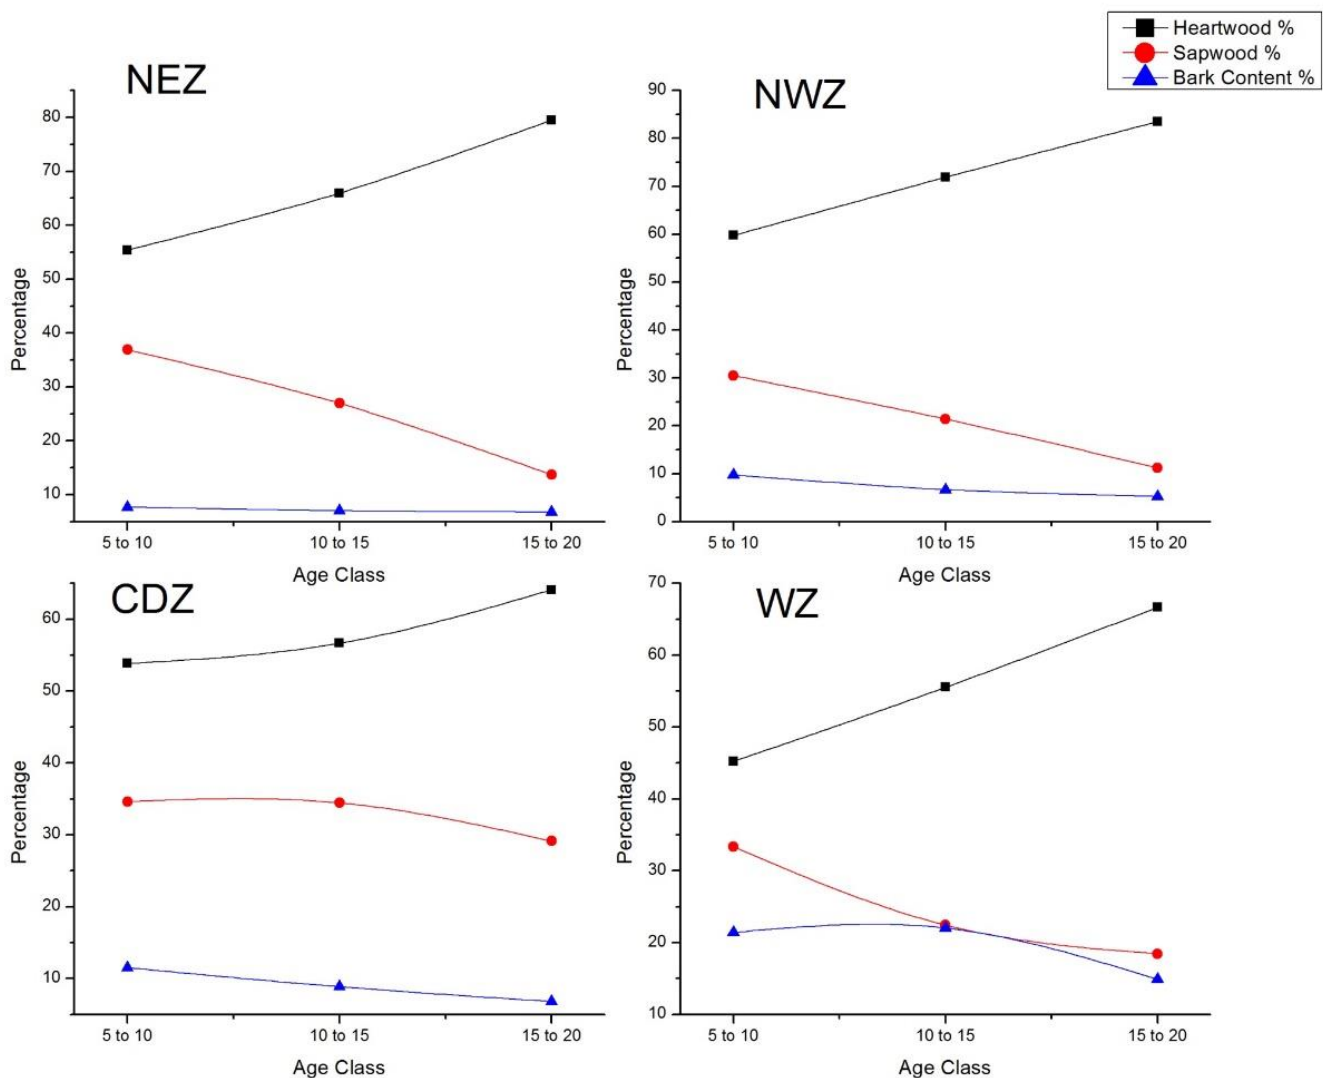 Heartwood %
Sapwood %
Bark Content %
NEZ
80
70
60
50
40
30
20
10
Percentage
5 to 10
10 to 15
15 to 20
Age Class
NWZ
90
80
70
60
50
40
30
20
10
0
Percentage
5 to 10
10 to 15
15 to 20
Age Class
CDZ
60
50
40
30
20
10
Percentage
5 to 10
10 to 15
15 to 20
Age Class
WZ
70
60
50
40
30
20
10
Percentage
5 to 10
10 to 15
15 to 20
Age Class